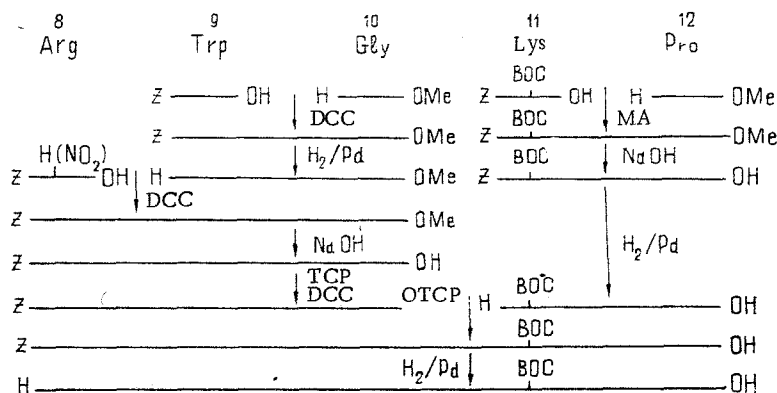 8 9 10 11 12
Arg Trp Gly Lys Pro
BOC
Z OH H OMe Z OH H OMe
DCC BOC MA
Z OMe Z OMe
H(NO₂) H₂/Pd BOC NaOH
Z OH H OMe Z OH
DCC
Z OMe
NaOH H₂/Pd
Z OH
TCP
DCC OTCP BOC
Z H OH
BOC
Z OH
H₂/Pd BOC
H OH